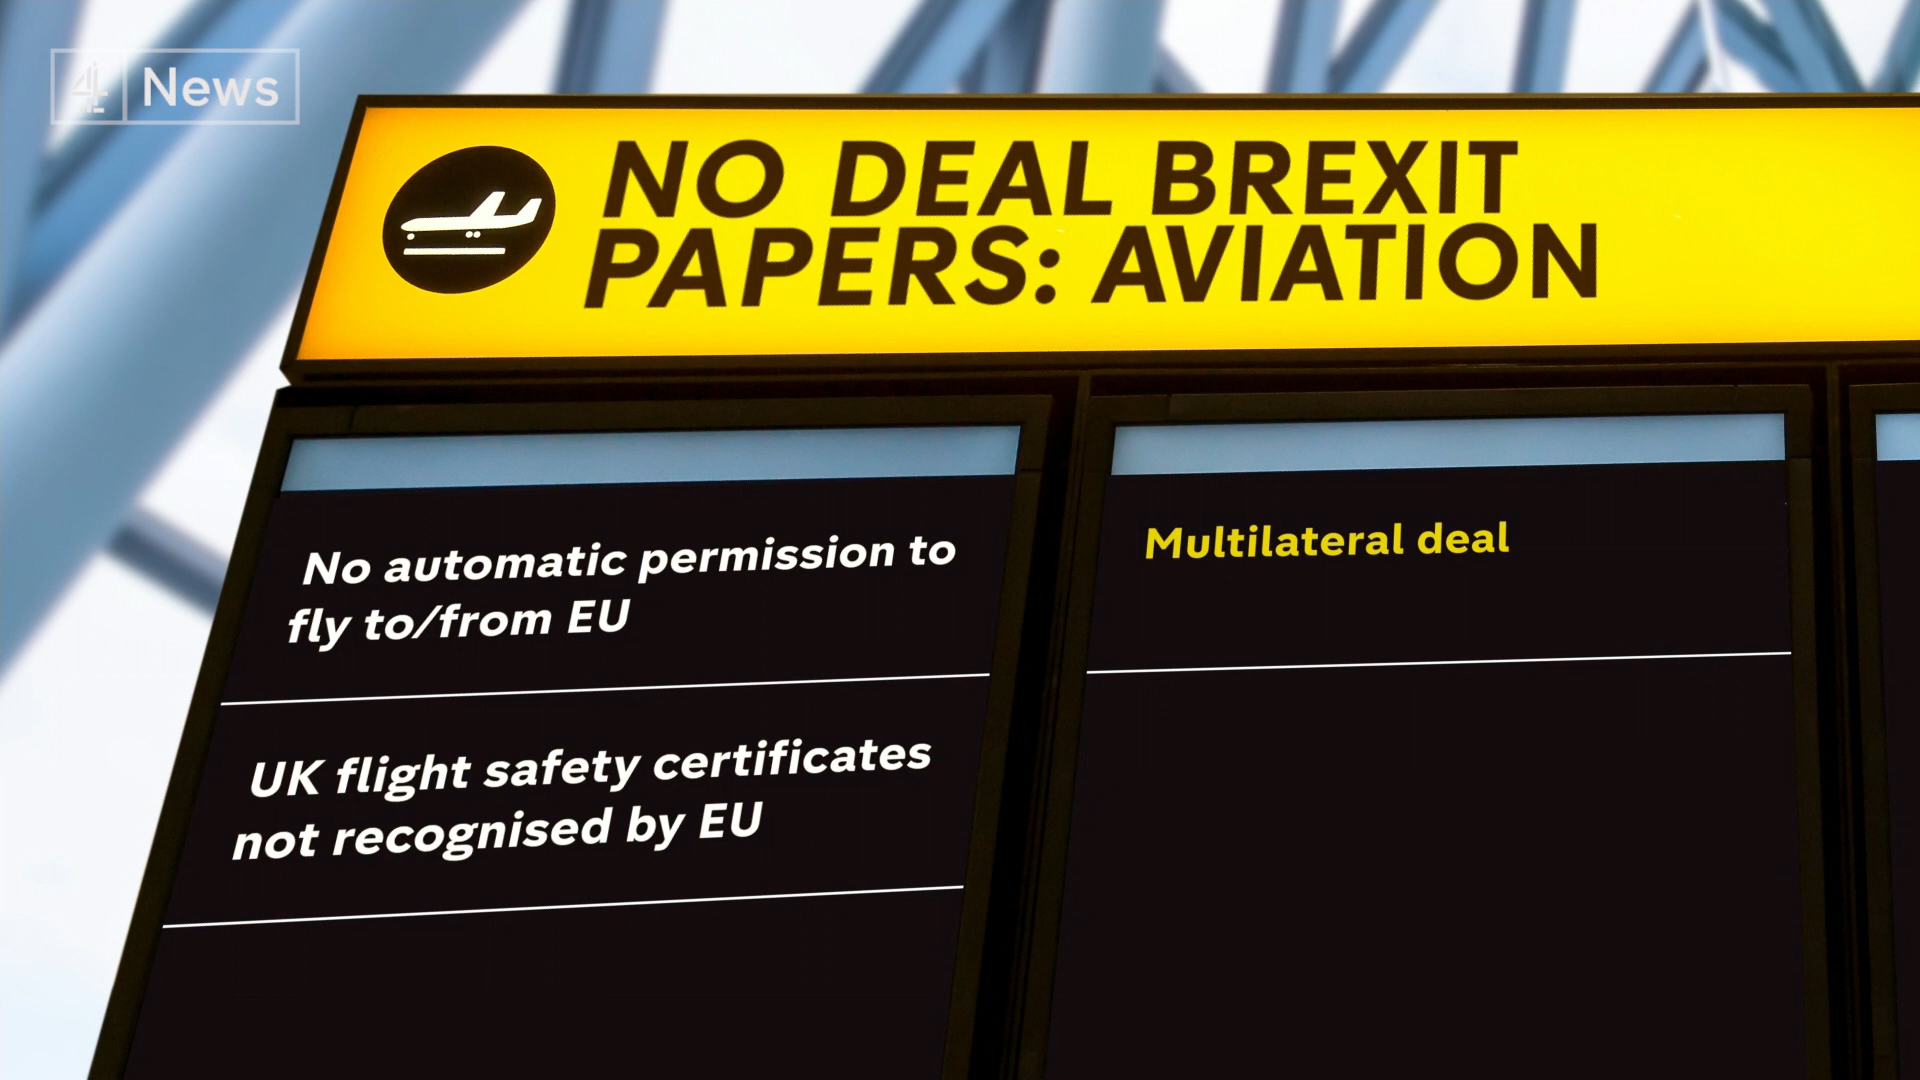 4 News
NO DEAL BREXIT
PAPERS: AVIATION
No automatic permission to
fly to/from EU
UK flight safety certificates
not recognised by EU
Multilateral deal